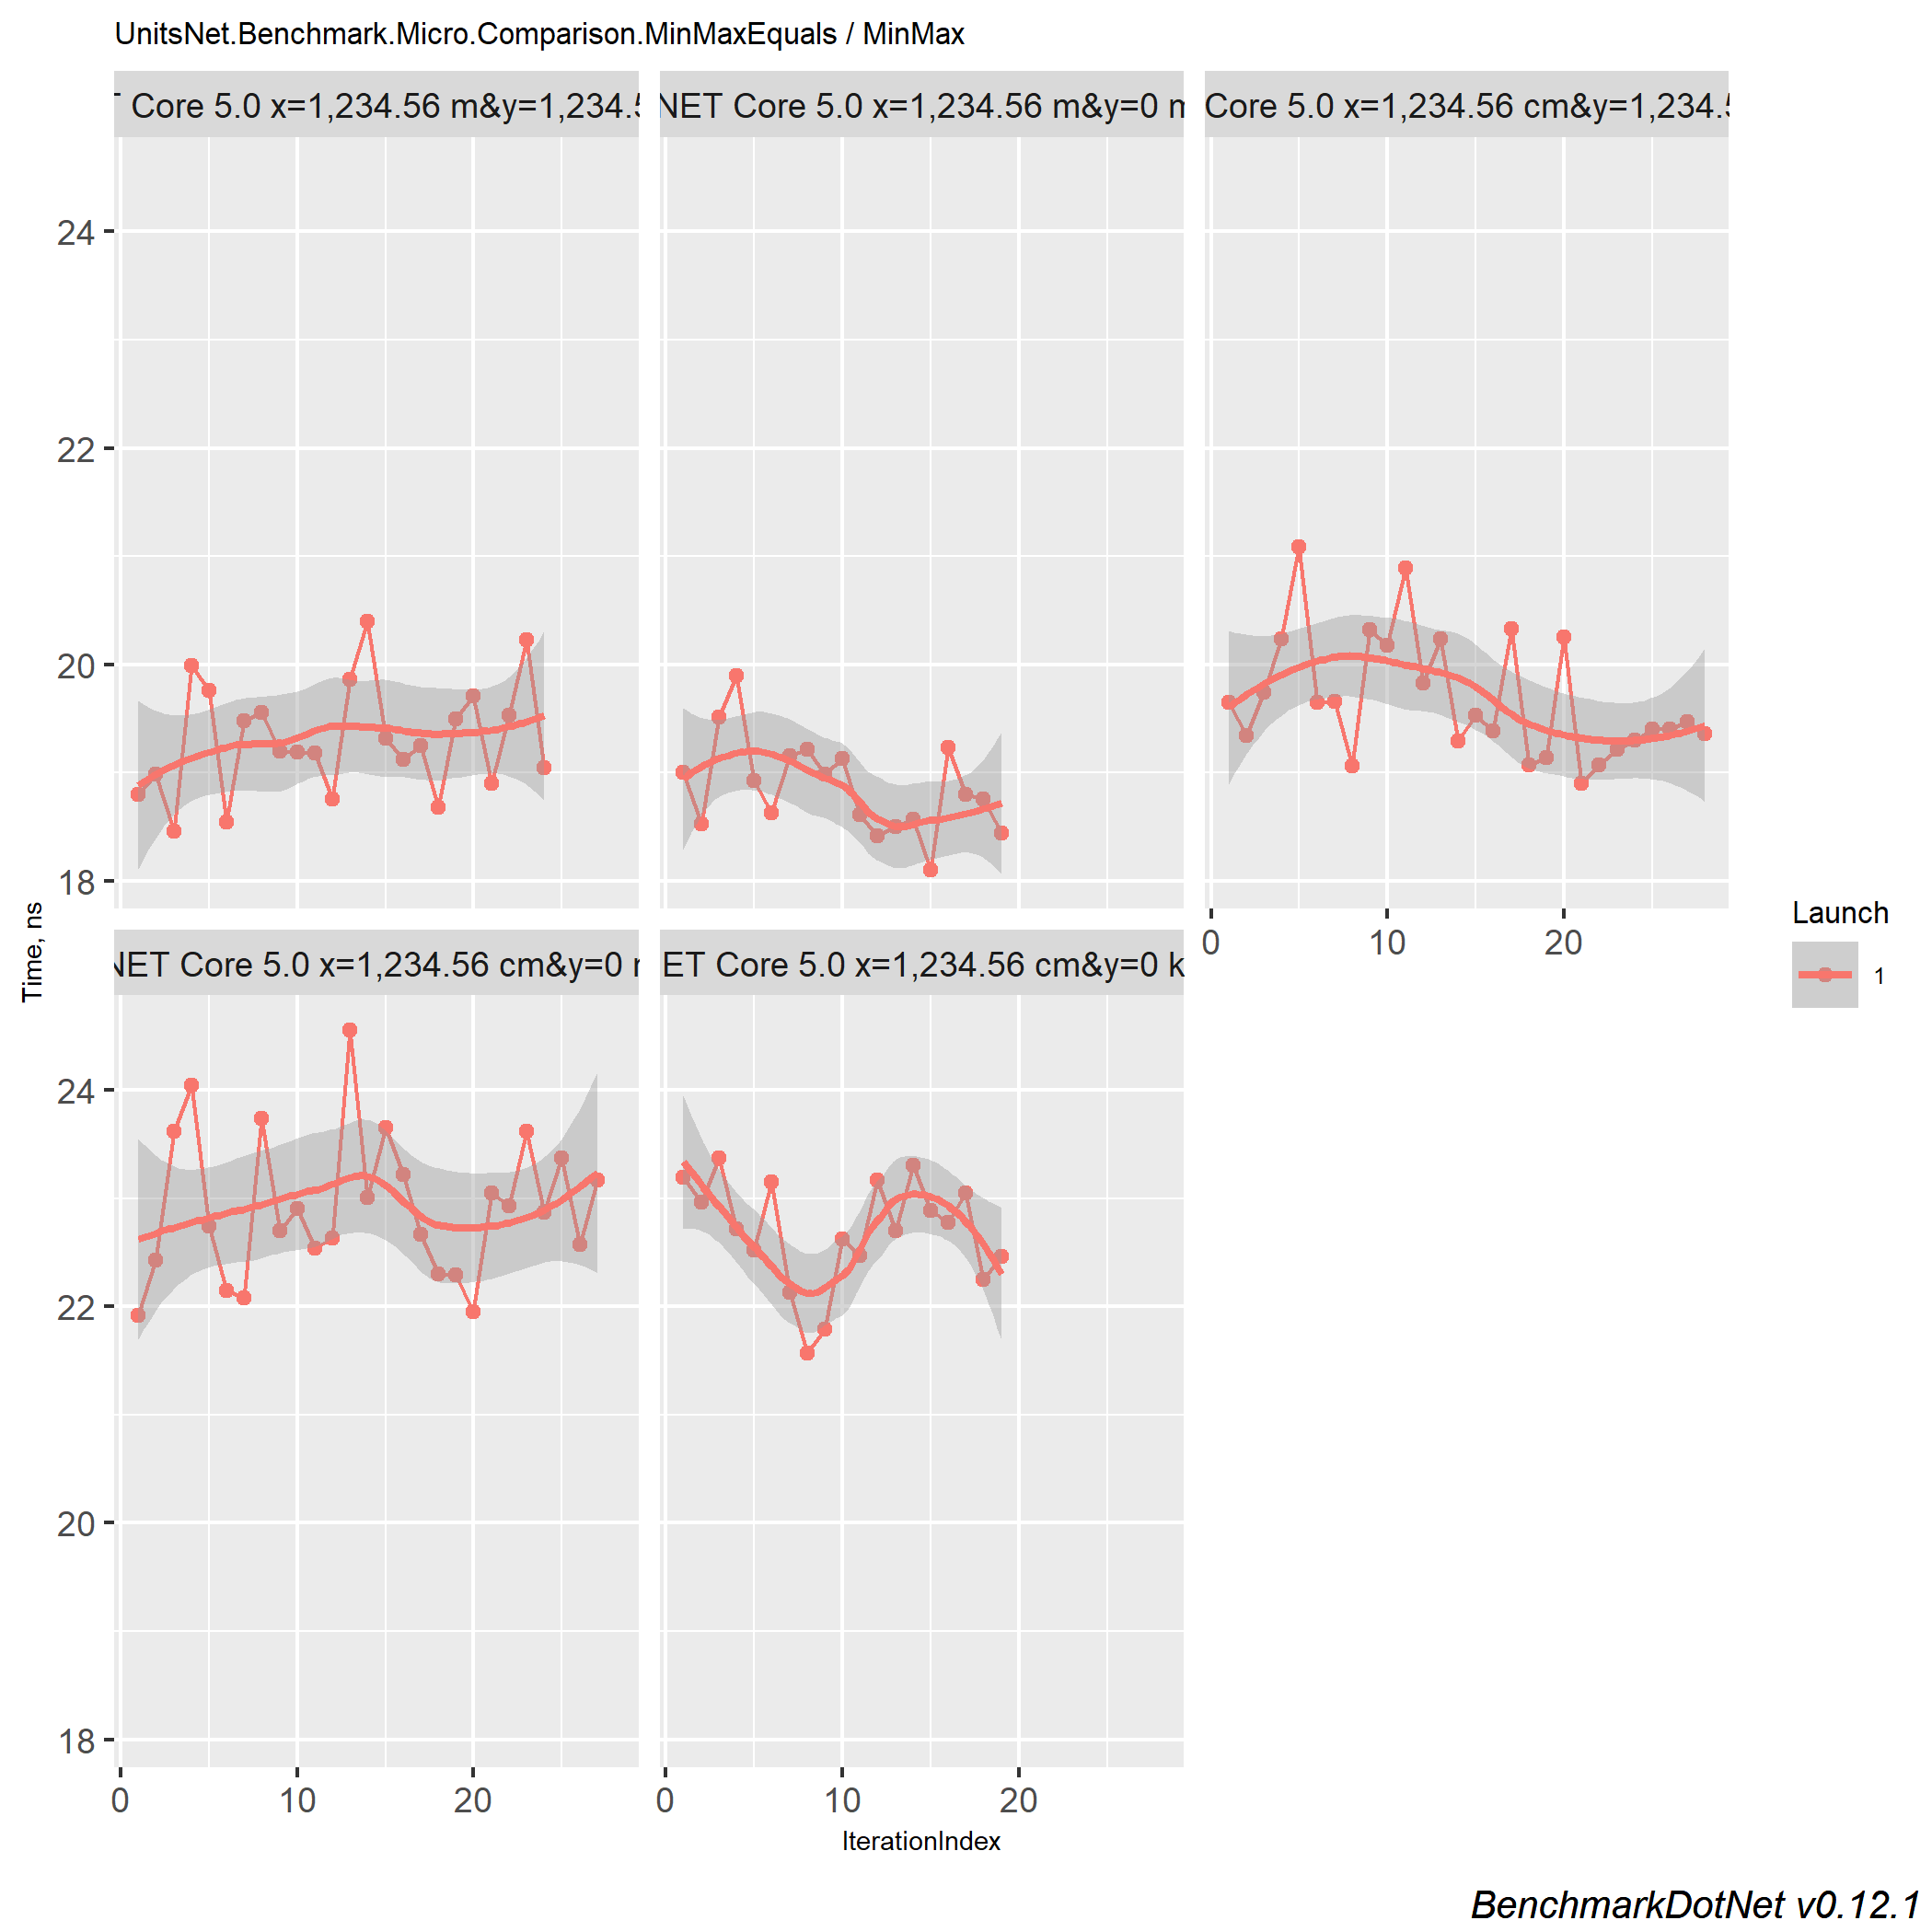 UnitsNet.Benchmark.Micro.Comparison.MinMaxEquals / MinMax
Core 5.0 x=1,234.56 m&y=1,234.5
NET Core 5.0 x=1,234.56 m&y=0 m
Core 5.0 x=1,234.56 cm&y=1,234.5
24
22
20
18
0 10 20
Time, ns
Launch
1
NET Core 5.0 x=1,234.56 cm&y=0
ET Core 5.0 x=1,234.56 cm&y=0 k
24
22
20
18
0 10 20
0 10 20
IterationIndex
BenchmarkDotNet v0.12.1